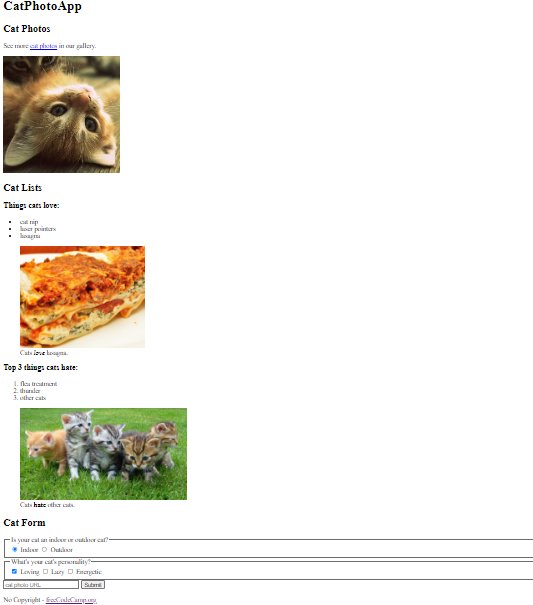 CatPhotoApp
Cat Photos
See more cat photos in our gallery.
Cat Lists
Things cats love:
cat nip
laser pointers
lasagna
Cats love lasagna.
Top 3 things cats hate:
1. flea treatment
2. thunder
3. other cats
Cats hate other cats.
Cat Form
Is your cat an indoor or outdoor cat?
Indoor Outdoor
What's your cat's personality?
Loving Lazy Energetic
cat photo URL Submit
No Copyright - freeCodeCamp.org